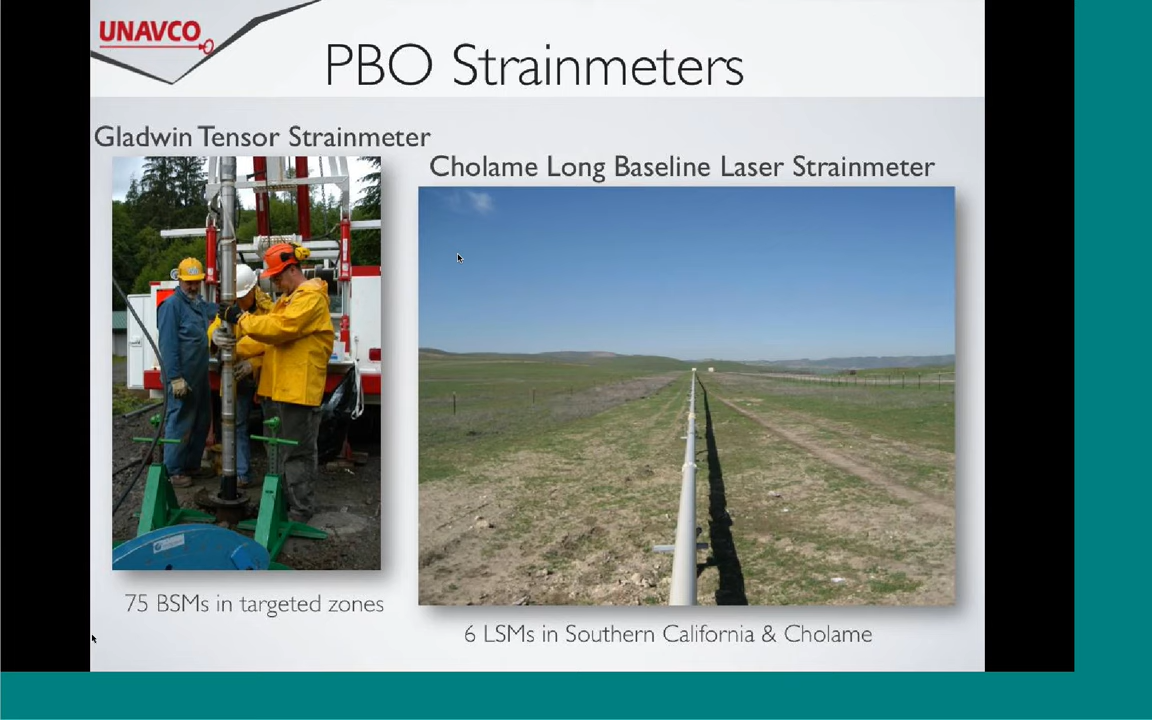 UNAVCO
PBO Strainmeters
Gladwin Tensor Strainmeter
Cholame Long Baseline Laser Strainmeter
75 BSMs in targeted zones
6 LSMs in Southern California & Cholame